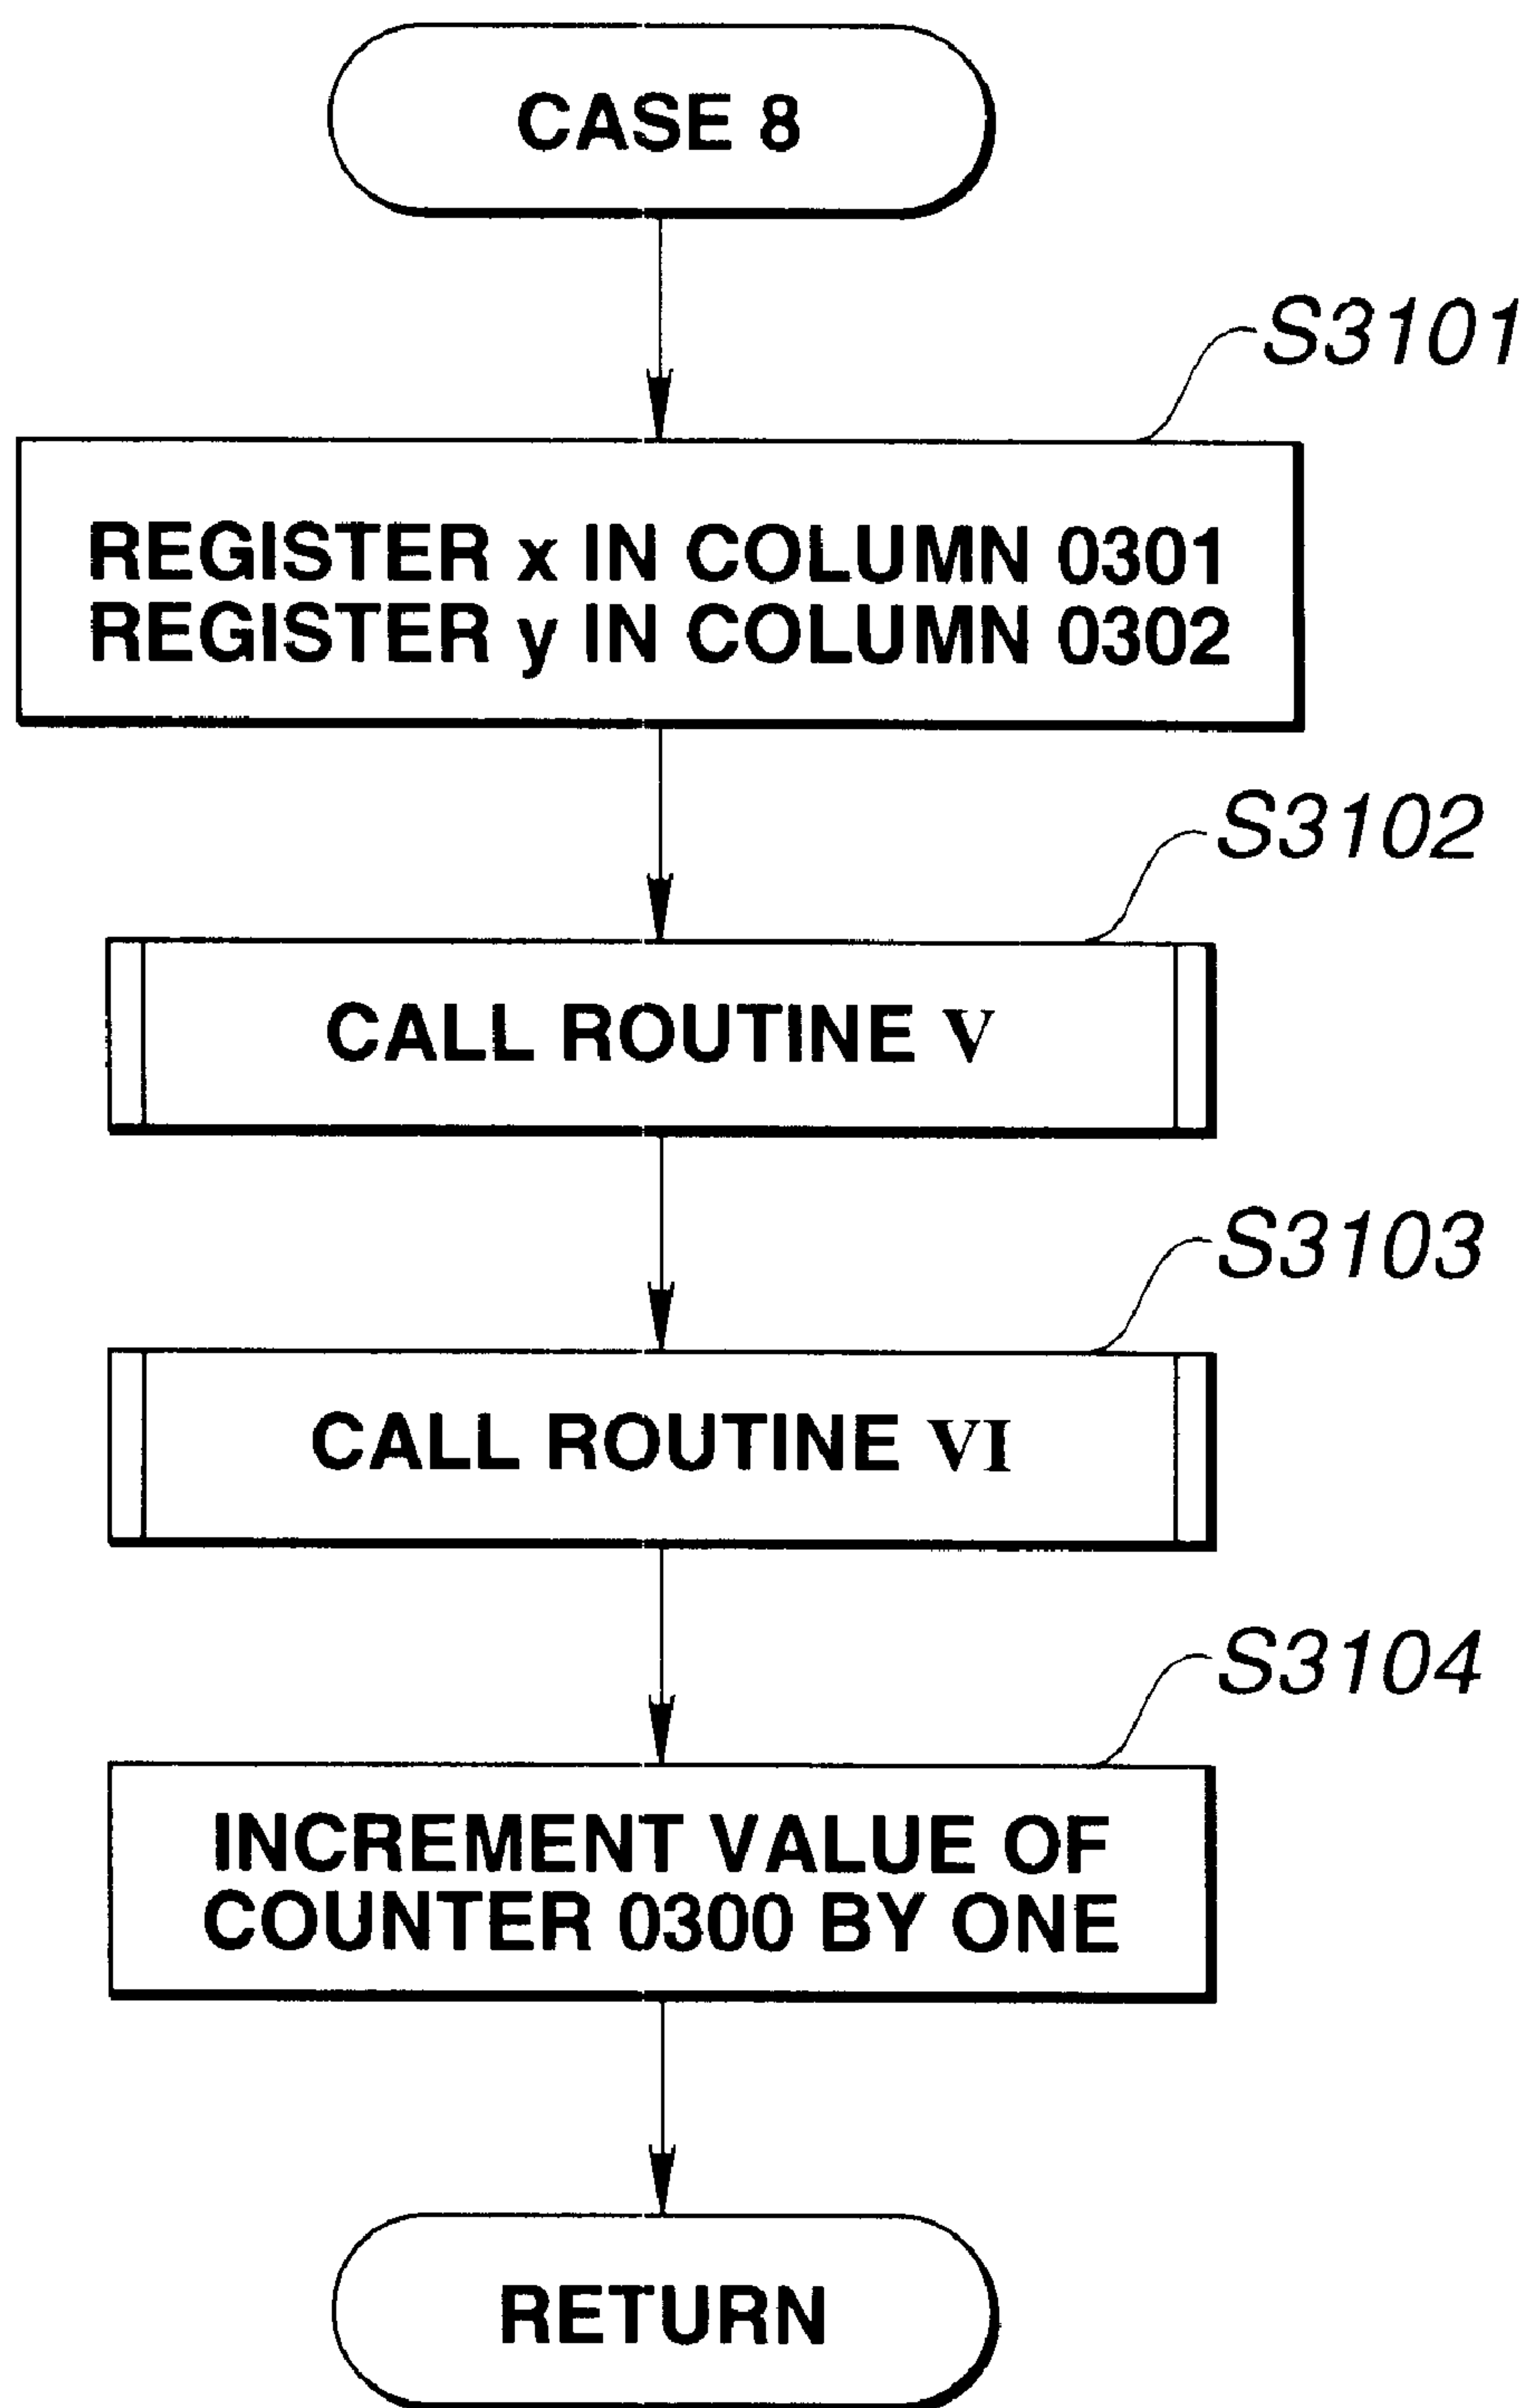 CASE 8
S3101
REGISTER x IN COLUMN 0301
REGISTER y IN COLUMN 0302
S3102
CALL ROUTINE V
S3103
CALL ROUTINE VI
S3104
INCREMENT VALUE OF
COUNTER 0300 BY ONE
RETURN